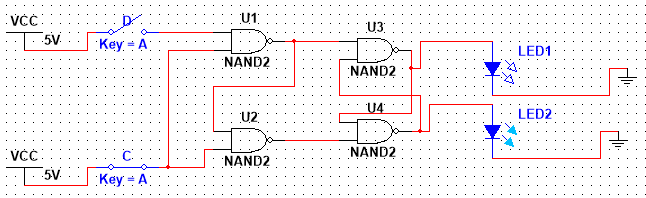 VCC
5V
D
Key = A
U1
NAND2
U3
NAND2
LED1
VCC
5V
C
Key = A
U2
NAND2
U4
NAND2
LED2